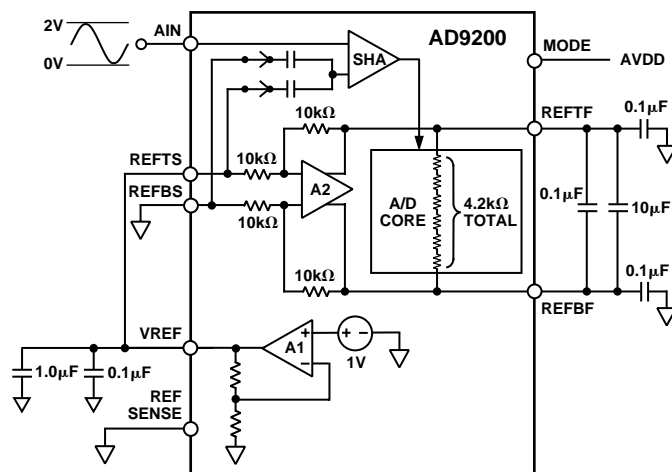 2V
0V
AIN
SHA
AD9200
MODE
AVDD
10kΩ
REFTF
0.1µF
REFTS
10kΩ
A2
REFBS
10kΩ
A/D
CORE
4.2kΩ
TOTAL
0.1µF
10µF
10kΩ
0.1µF
REFBF
VREF
A1
+
−
+ −
1V
1.0µF
0.1µF
REF
SENSE